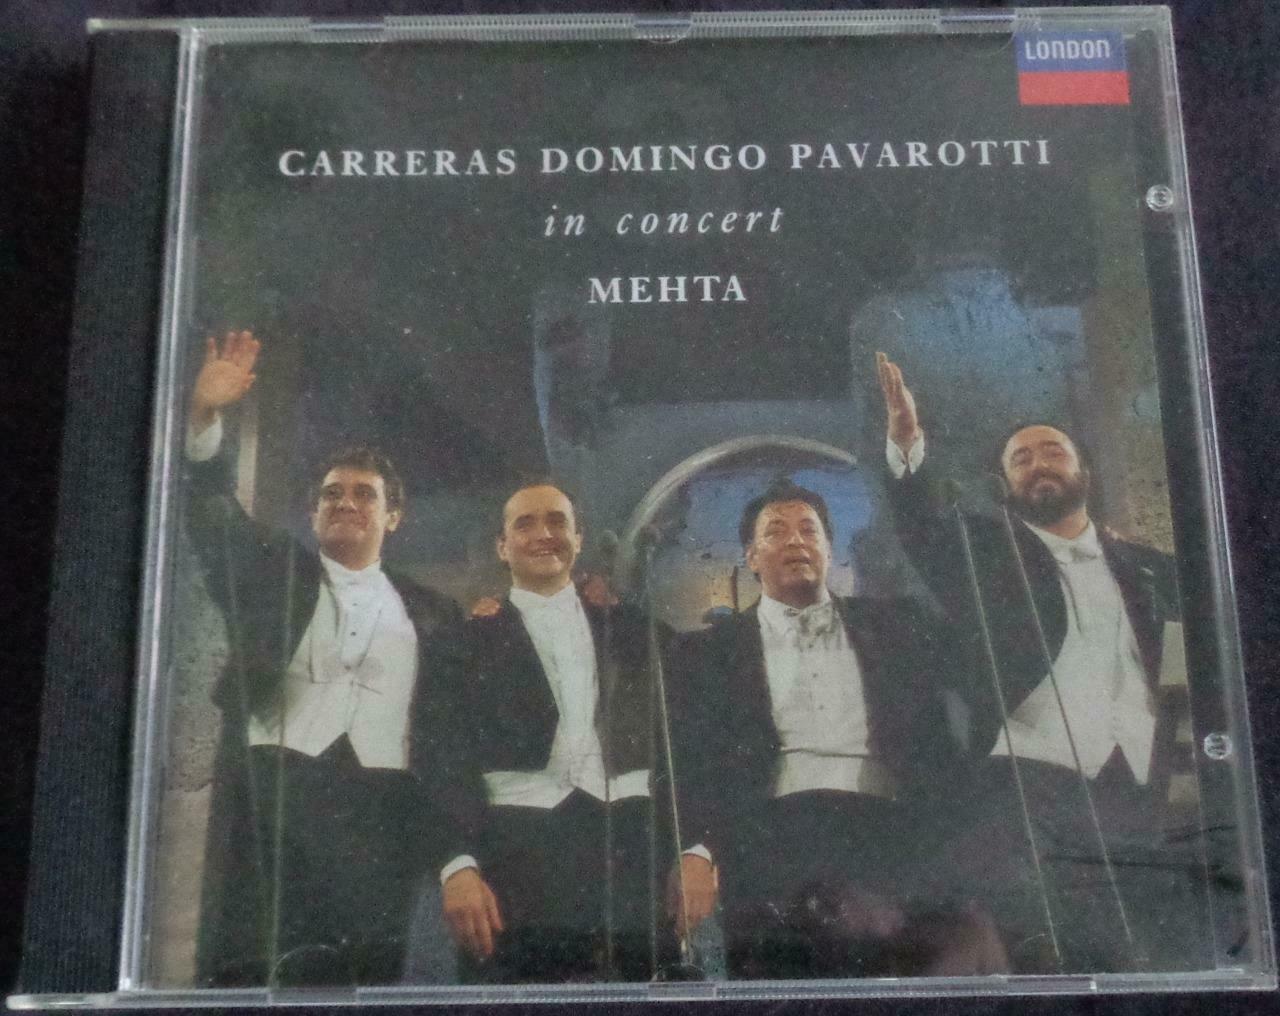 LONDON
CARRERAS DOMINGO PAVAROTTI
in concert
MEHTA